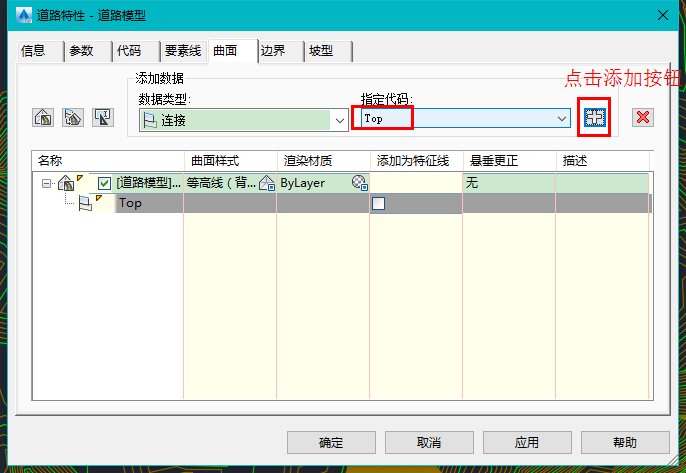 道路特性 - 道路模型
信息 参数 代码 要素线 曲面 边界 坡型
点击添加按钮
添加数据
数据类型: 指定代码:
连接 Top
名称 曲面样式 渲染材质 添加为特征线 悬垂更正 描述
[道路模型]... 等高线 (背... ByLayer 无
Top
确定 取消 应用 帮助